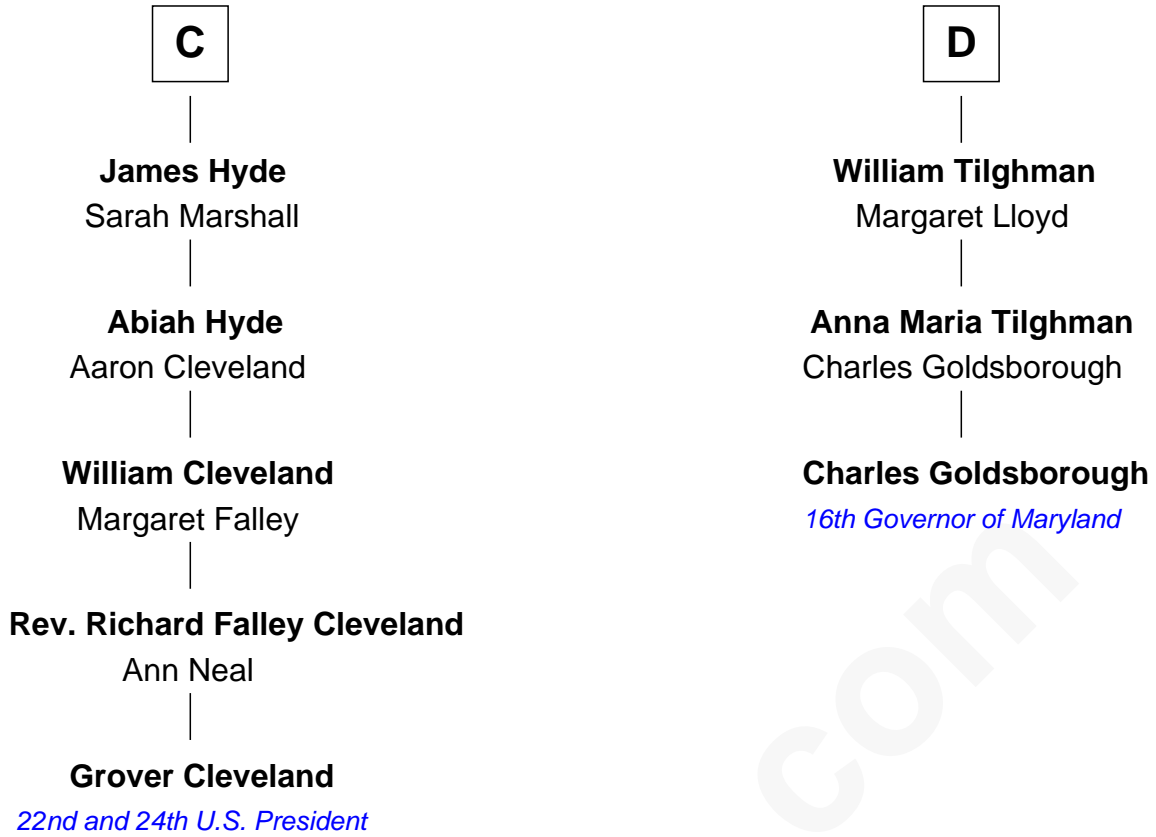 C
James Hyde
Sarah Marshall
Abiah Hyde
Aaron Cleveland
William Cleveland
Margaret Falley
Rev. Richard Falley Cleveland
Ann Neal
Grover Cleveland
22nd and 24th U.S. President
D
William Tilghman
Margaret Lloyd
Anna Maria Tilghman
Charles Goldsborough
Charles Goldsborough
16th Governor of Maryland
com